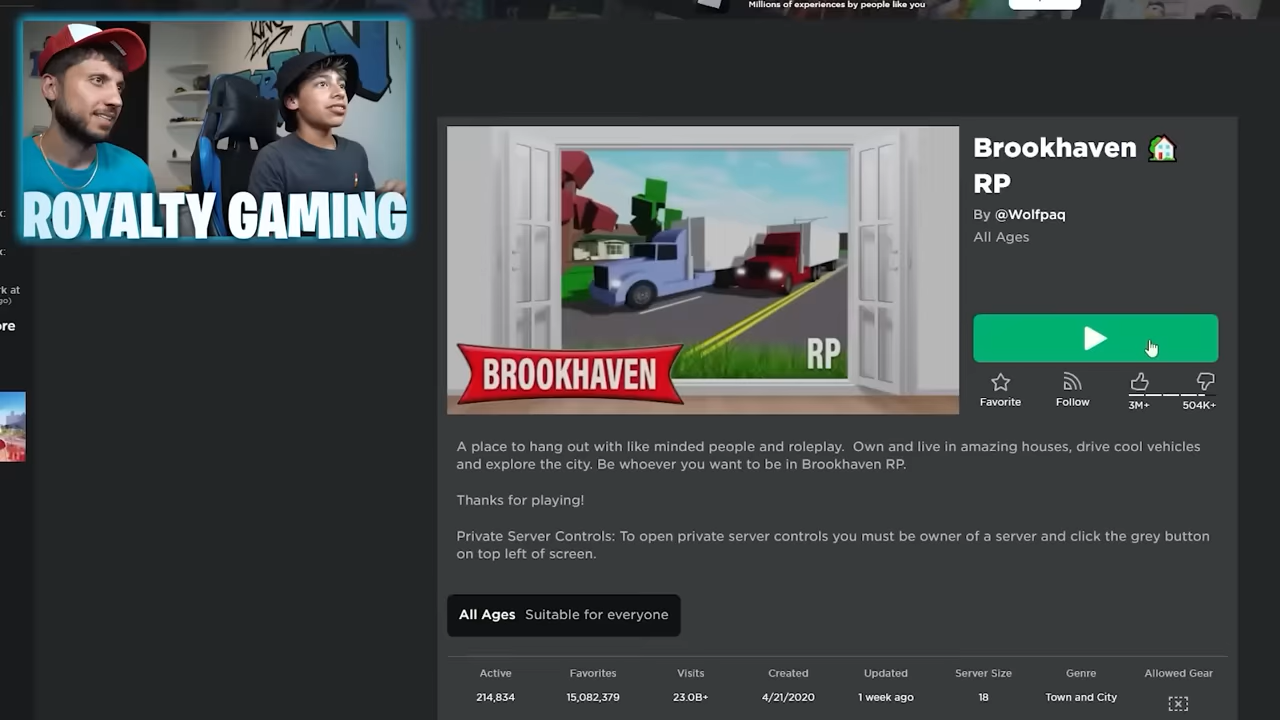 Millions of experiences by people like you
ROYALTY GAMING
Brookhaven
RP
By @Wolfpaq
All Ages
BROOKHAVEN
RP
Favorite
Follow
3M+
504K+
A place to hang out with like minded people and roleplay. Own and live in amazing houses, drive cool vehicles
and explore the city. Be whoever you want to be in Brookhaven RP.
Thanks for playing!
Private Server Controls: To open private server controls you must be owner of a server and click the grey button
on top left of screen.
All Ages Suitable for everyone
Active Favorites Visits Created Updated Server Size Genre Allowed Gear
214,834 15,082,379 23.0B+ 4/21/2020 1 week ago 18 Town and City